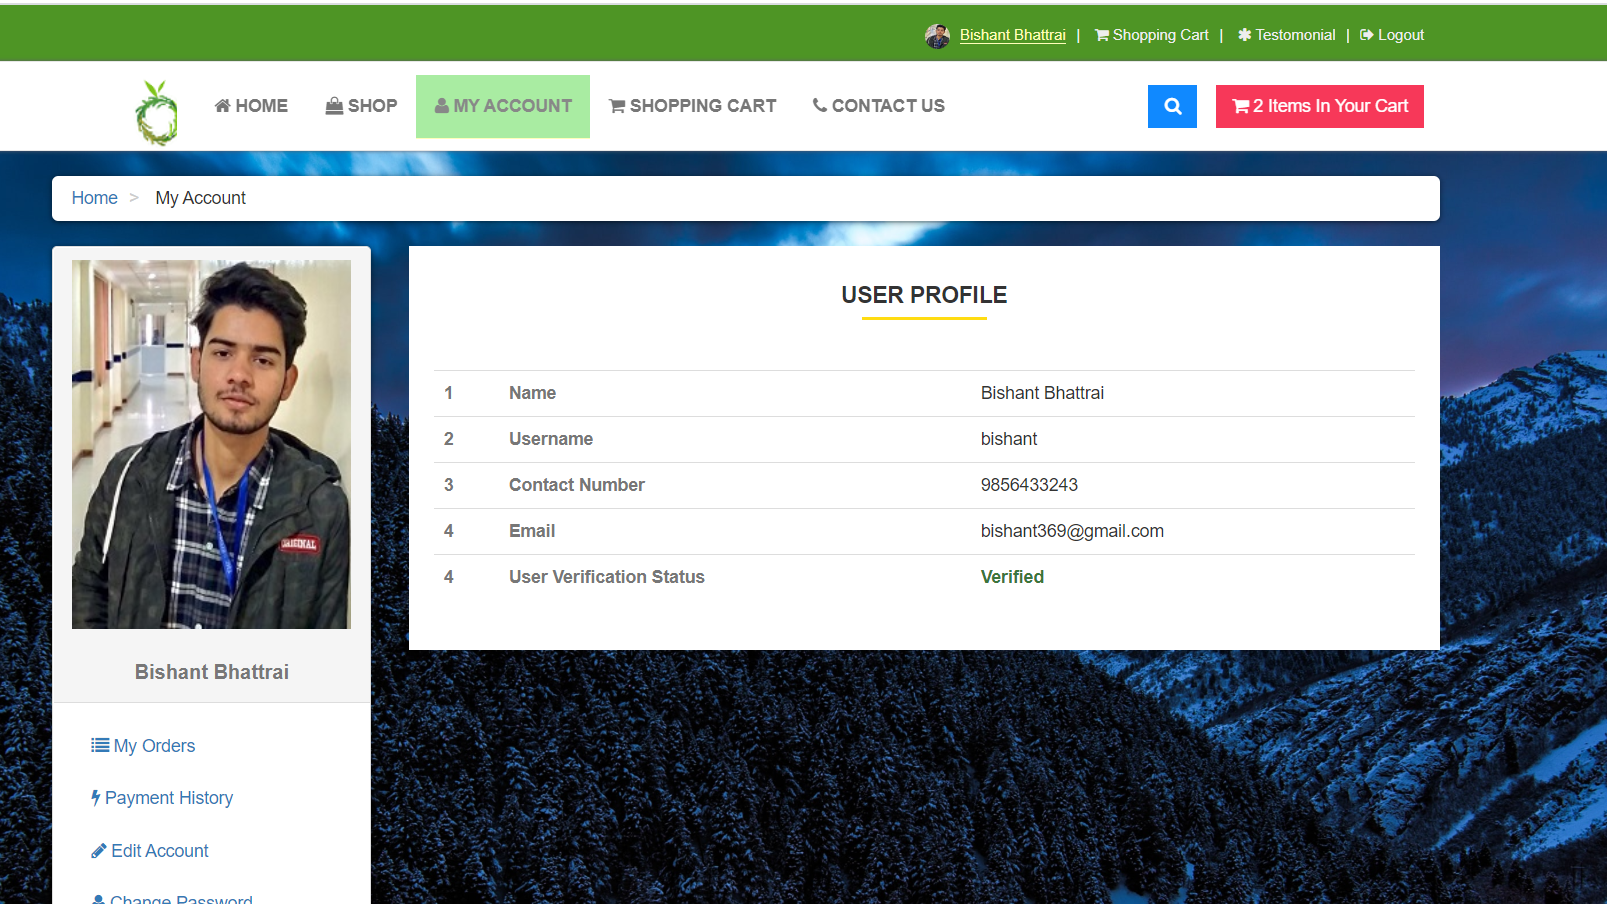 Bishant Bhattrai | Shopping Cart | Testomonial | Logout
HOME SHOP MY ACCOUNT SHOPPING CART CONTACT US 2 Items In Your Cart
Home > My Account
USER PROFILE
1 Name Bishant Bhattrai
2 Username bishant
3 Contact Number 9856433243
4 Email bishant369@gmail.com
4 User Verification Status Verified
ORIGINAL
Bishant Bhattrai
My Orders
Payment History
Edit Account
Change Password